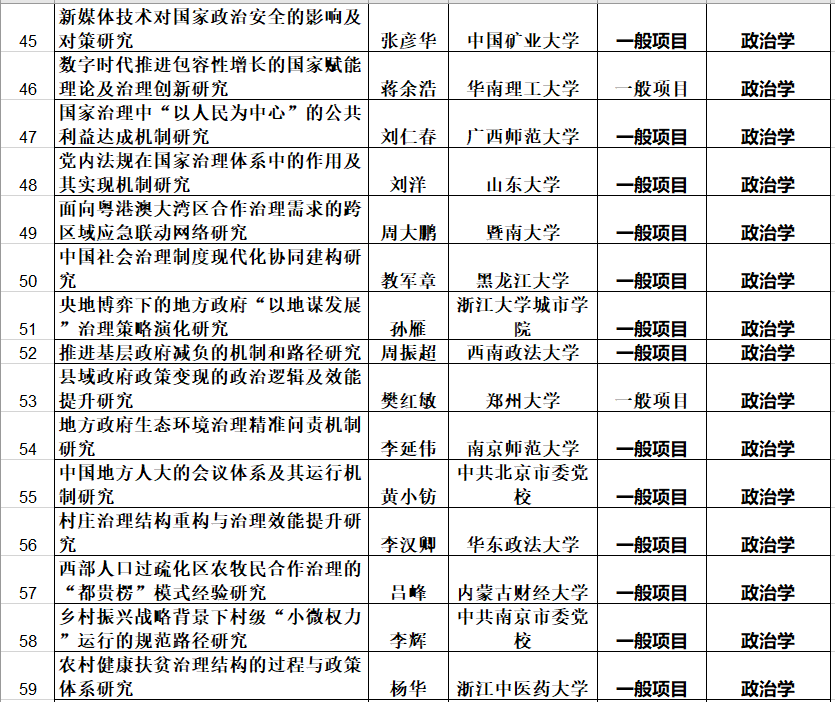 新媒体技术对国家政治安全的影响及
45 对策研究 张彦华 中国矿业大学 一般项目 政治学
数字时代推进包容性增长的国家赋能
46 理论及治理创新研究 蒋余浩 华南理工大学 一般项目 政治学
国家治理中“以人民为中心”的公共
47 利益达成机制研究 刘仁春 广西师范大学 一般项目 政治学
党内法规在国家治理体系中的作用及
48 其实现机制研究 刘洋 山东大学 一般项目 政治学
面向粤港澳大湾区合作治理需求的跨
49 区域应急联动网络研究 周大鹏 暨南大学 一般项目 政治学
中国社会治理制度现代化协同建构研
50 究 教军章 黑龙江大学 一般项目 政治学
央地博弈下的地方政府“以地谋发展 浙江大学城市学
51 ”治理策略演化研究 孙雁 院 一般项目 政治学
52 推进基层政府减负的机制和路径研究 周振超 西南政法大学 一般项目 政治学
县域政府政策变现的政治逻辑及效能
53 提升研究 樊红敏 郑州大学 一般项目 政治学
地方政府生态环境治理精准问责机制
54 研究 李延伟 南京师范大学 一般项目 政治学
中国地方人大的会议体系及其运行机 中共北京市委党
55 制研究 黄小钫 校 一般项目 政治学
村庄治理结构重构与治理效能提升研
56 究 李汉卿 华东政法大学 一般项目 政治学
西部人口过疏化区农牧民合作治理的
57 “都贵楞”模式经验研究 吕峰 内蒙古财经大学 一般项目 政治学
乡村振兴战略背景下村级“小微权力 中共南京市委党
58 ”运行的规范路径研究 李辉 校 一般项目 政治学
农村健康扶贫治理结构的过程与政策
59 体系研究 杨华 浙江中医药大学 一般项目 政治学